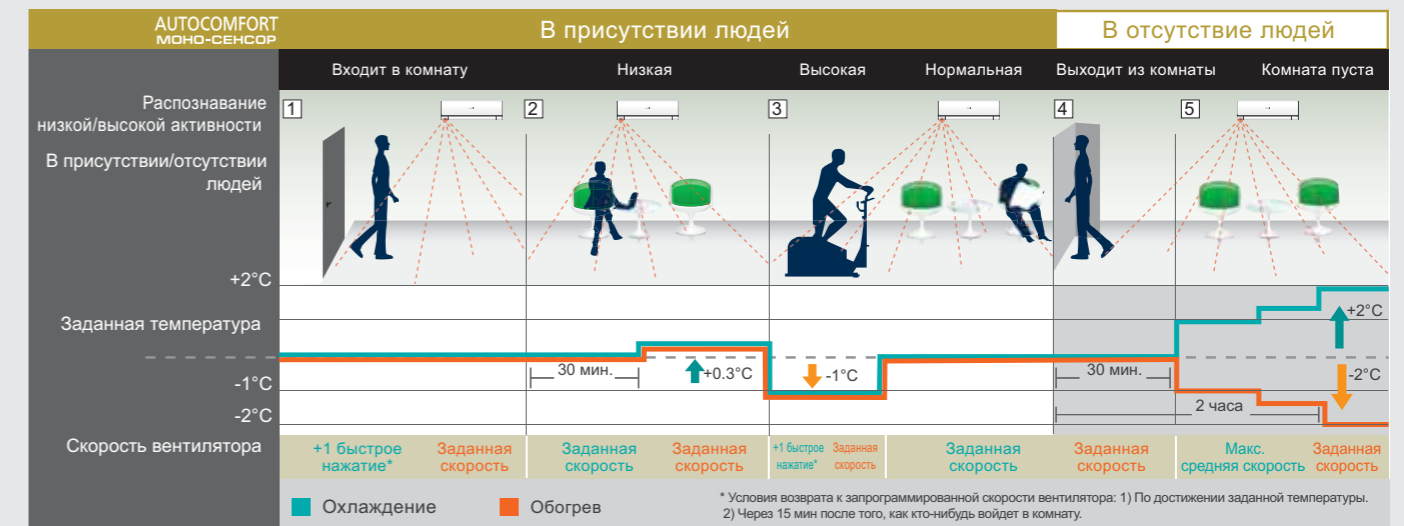 AUTOCOMFORT
МОНО-СЕНСОР
В присутствии людей
В отсутствие людей
Входит в комнату
Низкая
Высокая
Нормальная
Выходит из комнаты
Комната пуста
Распознавание
низкой/высокой активности
В присутствии/отсутствии
людей
1
2
3
4
5
+2°C
Заданная температура
-1°C
-2°C
30 мин.
+0.3°C
-1°C
30 мин.
2 часа
+2°C
-2°C
Скорость вентилятора
+1 быстрое
нажатие*
Заданная
скорость
Заданная
скорость
Заданная
скорость
+1 быстрое
нажатие*
Заданная
скорость
Заданная
скорость
Заданная
скорость
Макс.
средняя скорость
Заданная
скорость
Охлаждение
Обогрев
* Условия возврата к запрограммированной скорости вентилятора: 1) По достижении заданной температуры.
2) Через 15 мин после того, как кто-нибудь войдет в комнату.